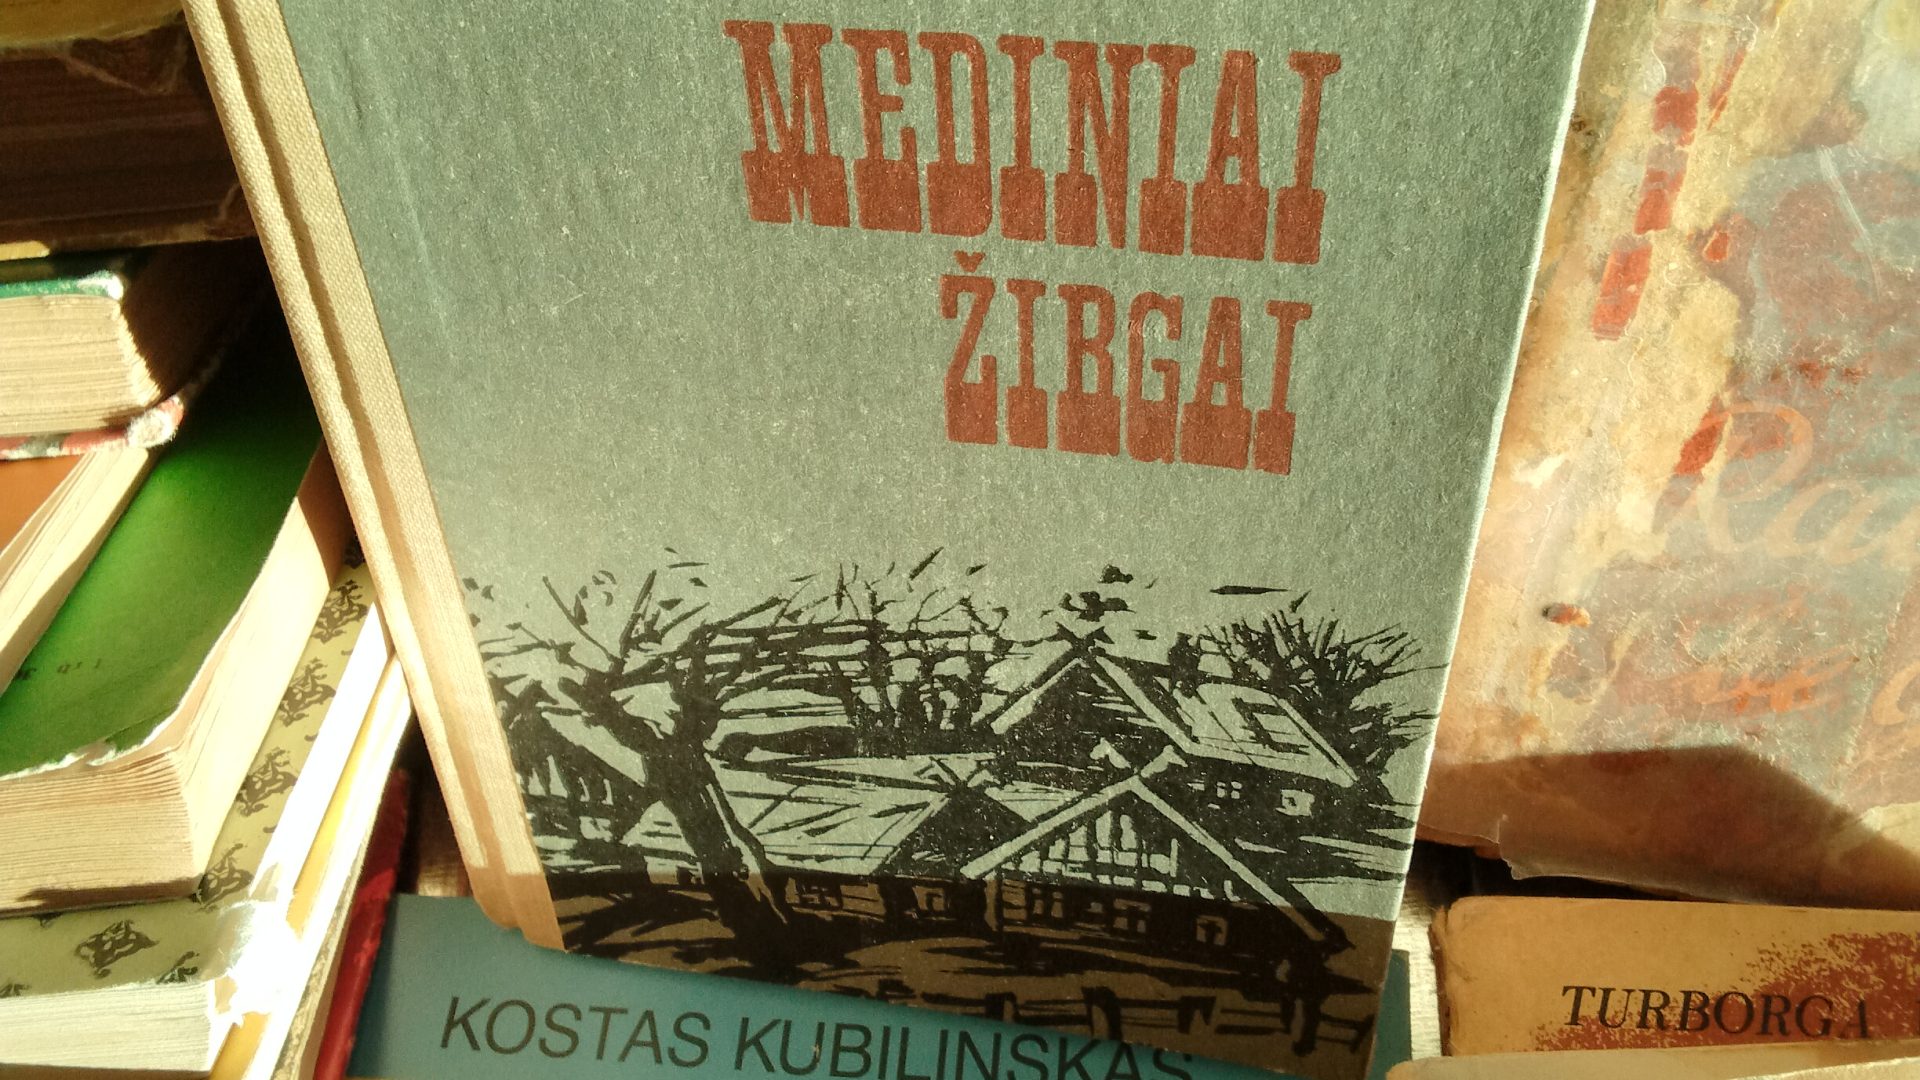 MEDINIAI
ŽIRGAI
KOSTAS KUBILINSKAS
TURBORGA